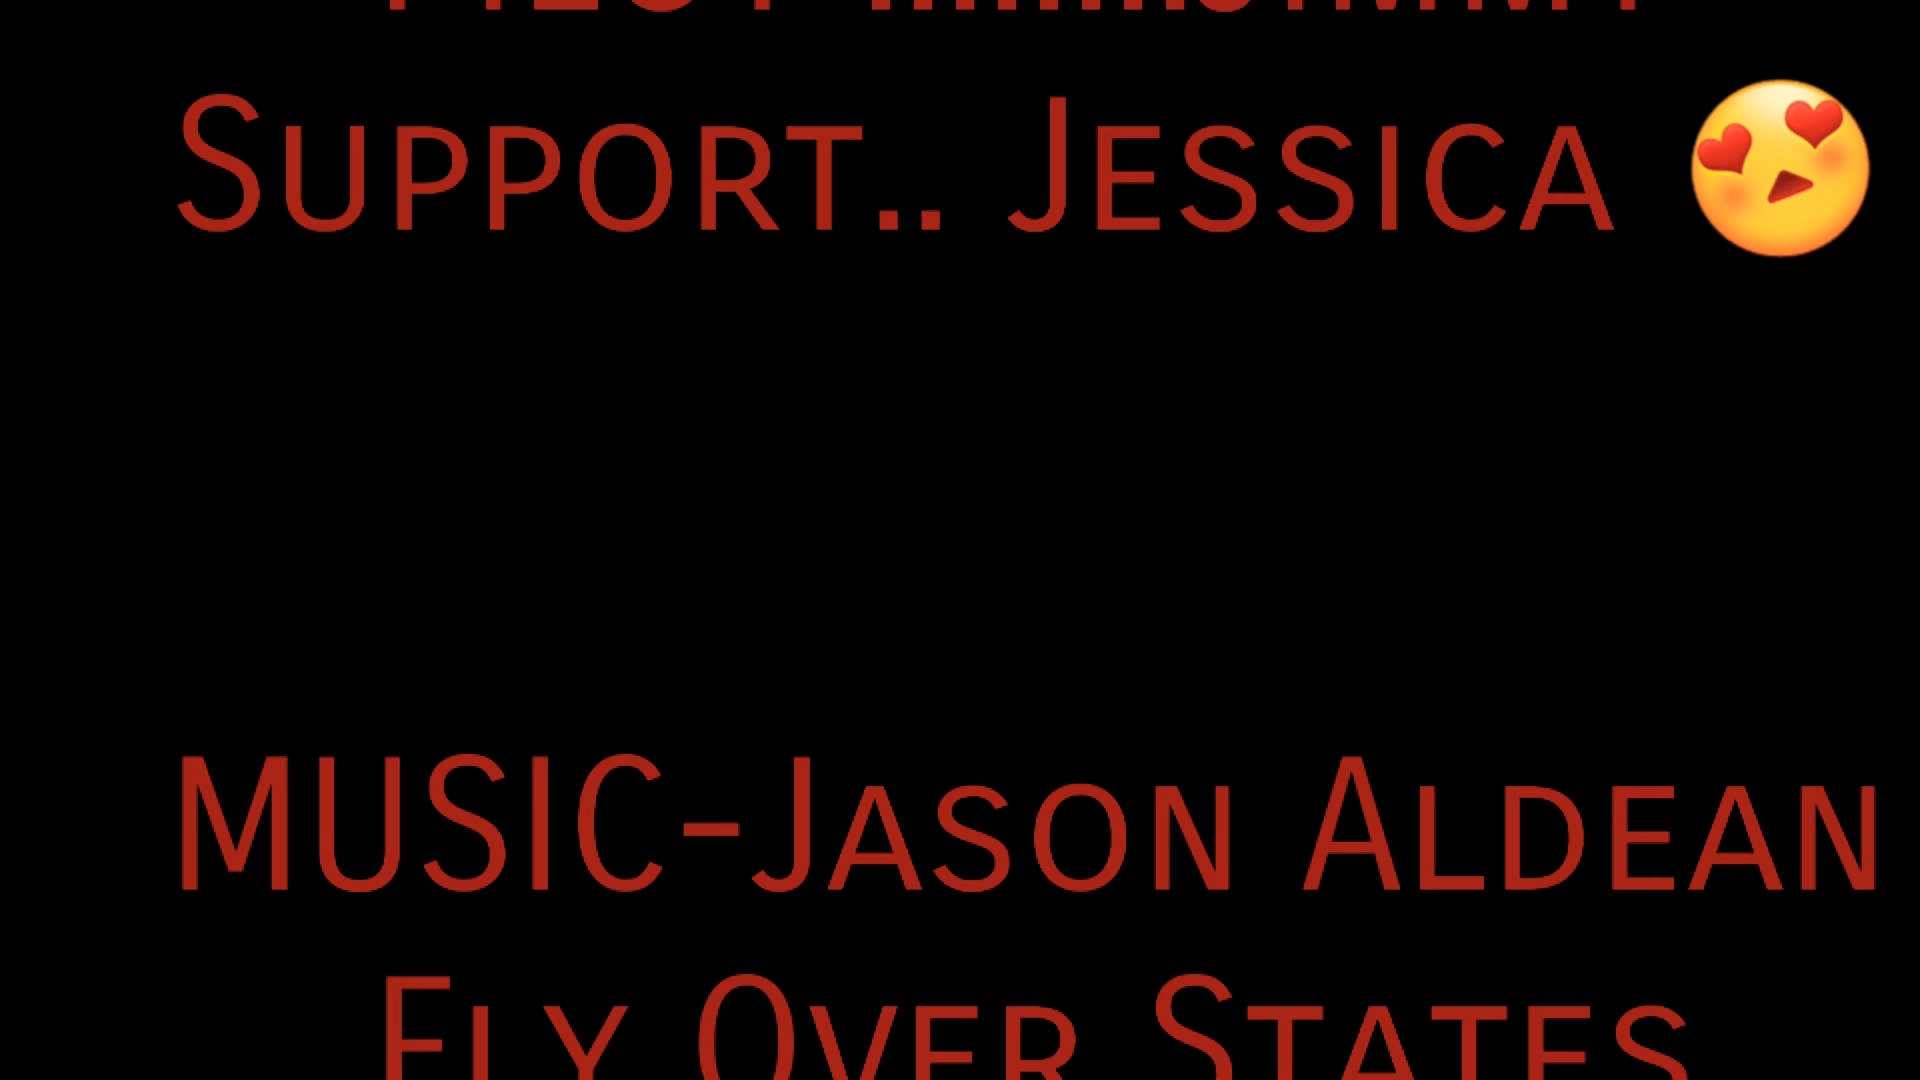 Support.. Jessica 😍
MUSIC-Jason Aldean
Fly Over States